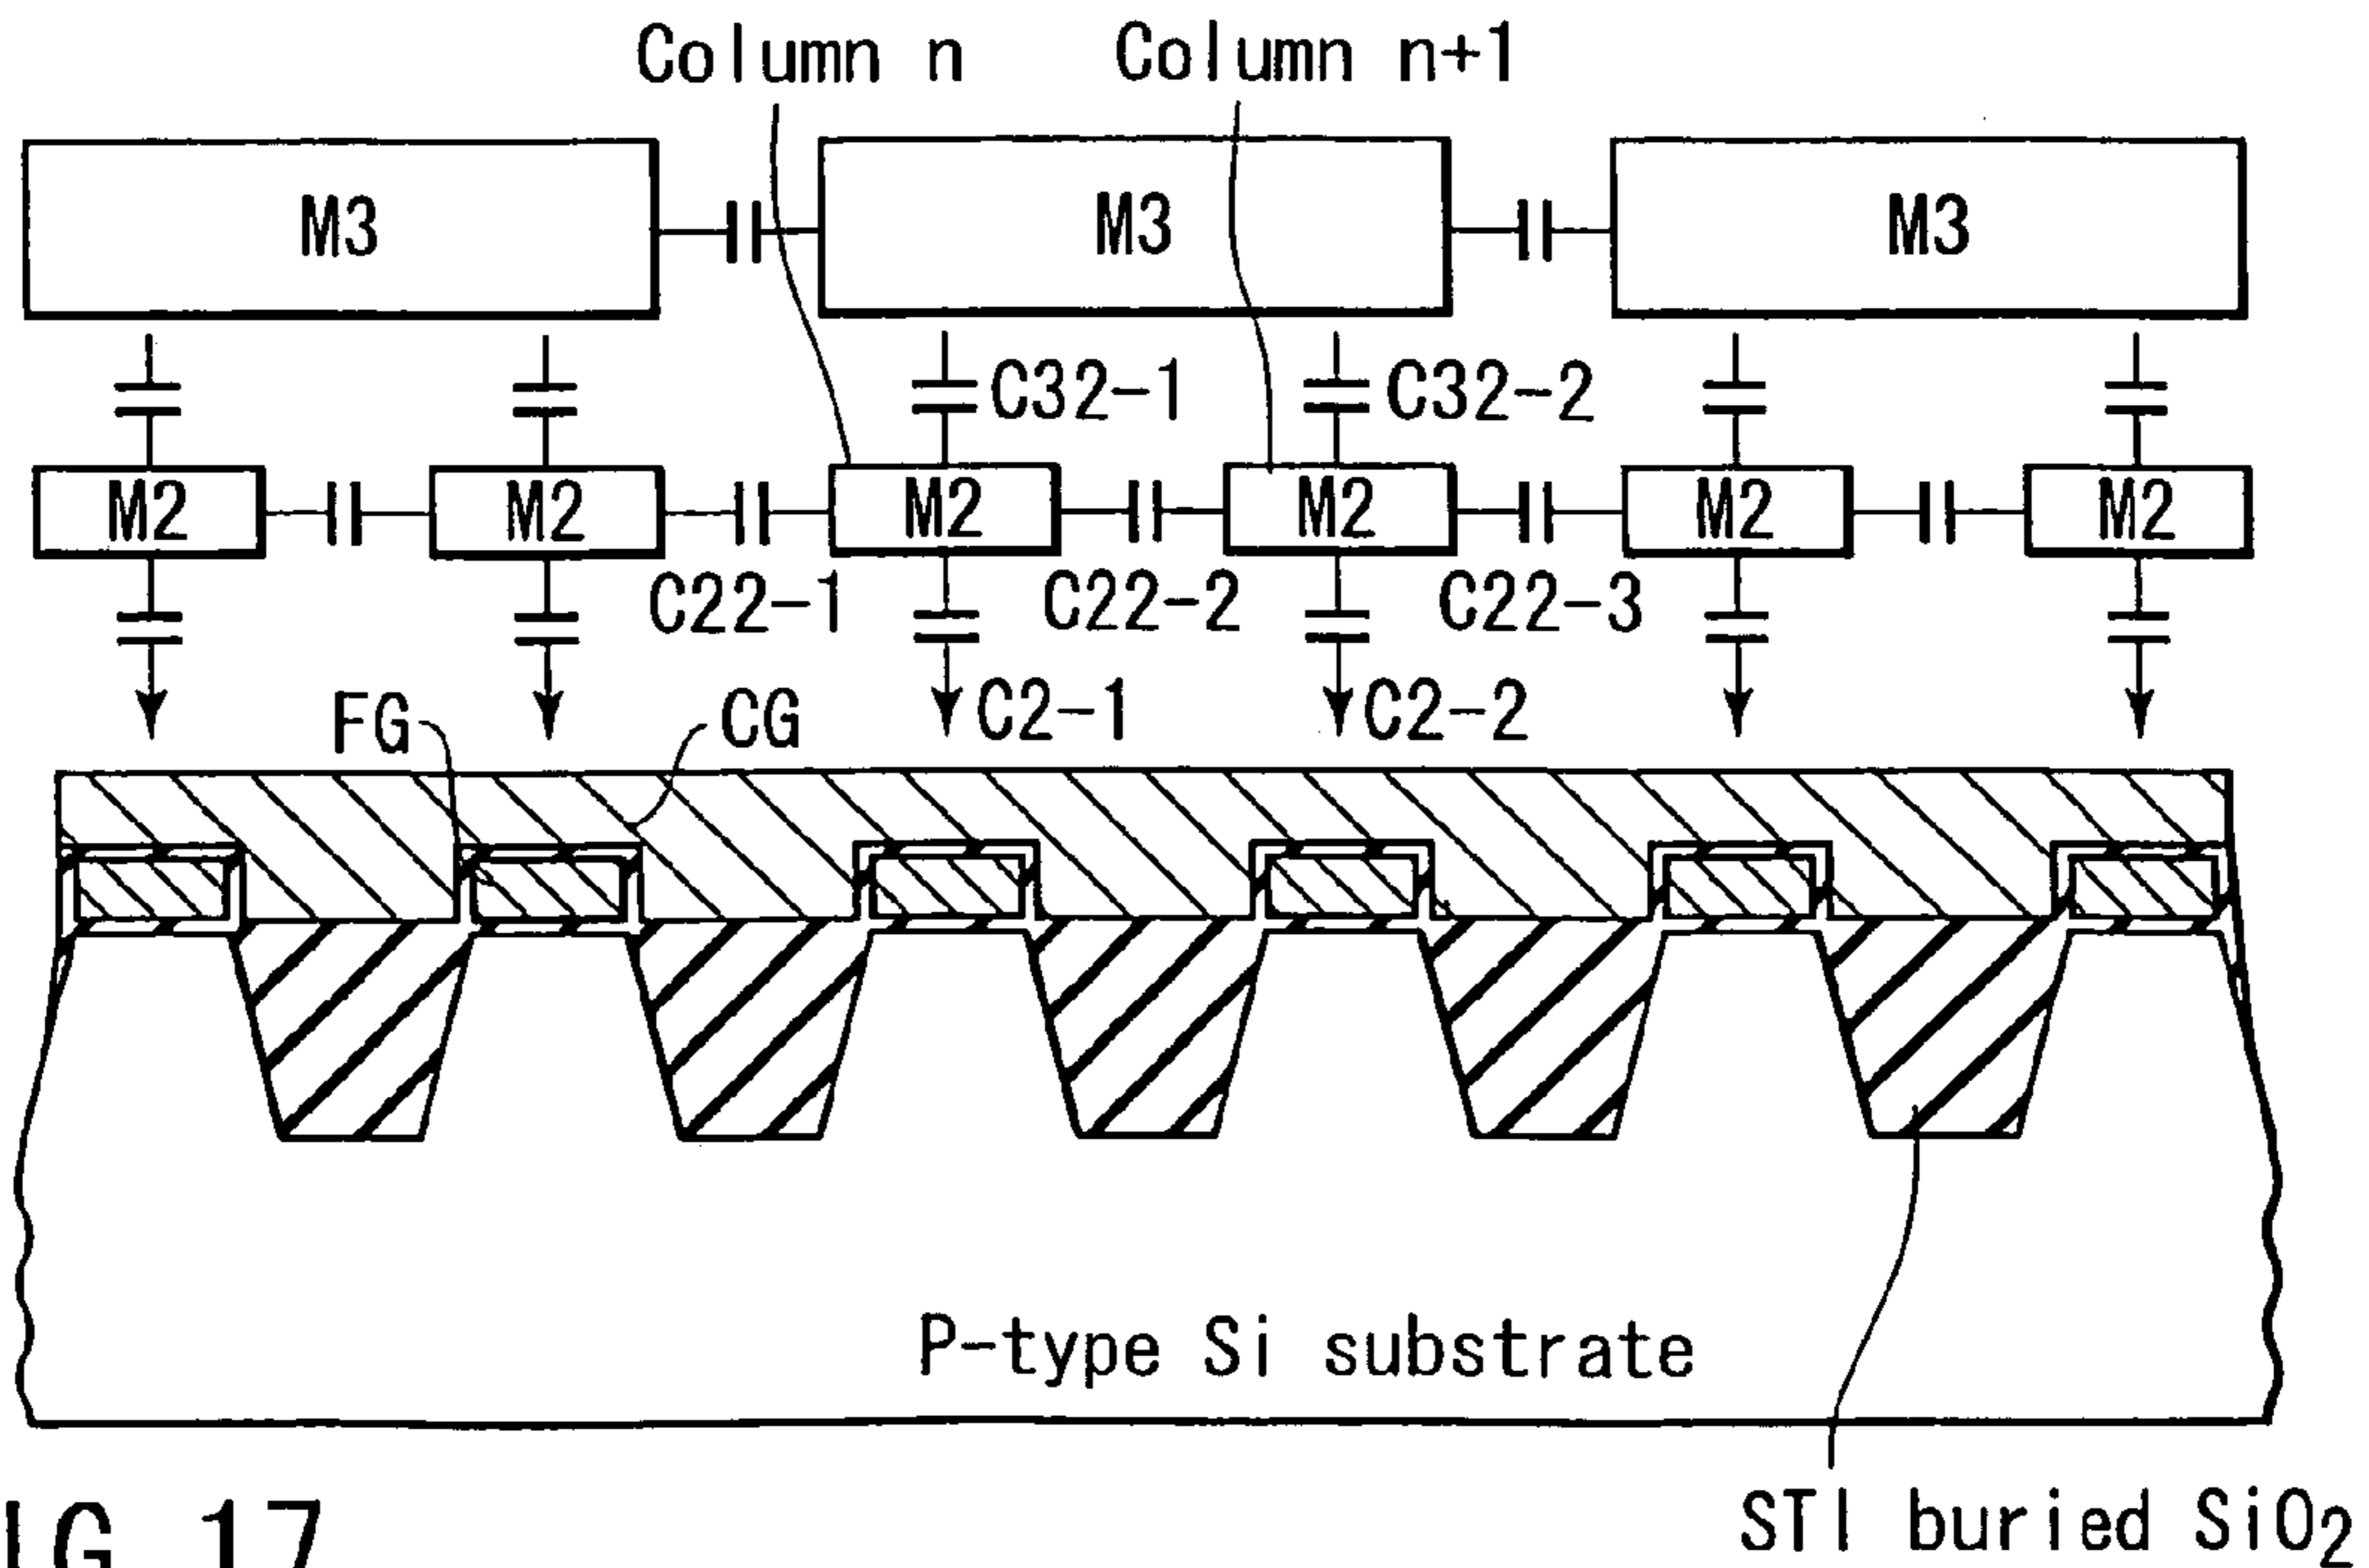 Column n Column n+1
M3 M3 M3
C32-1 C32-2
M2 M2 M2 M2 M2 M2
C22-1 C22-2 C22-3
FG CG C2-1 C2-2
P-type Si substrate
STI buried SiO2
IG 17